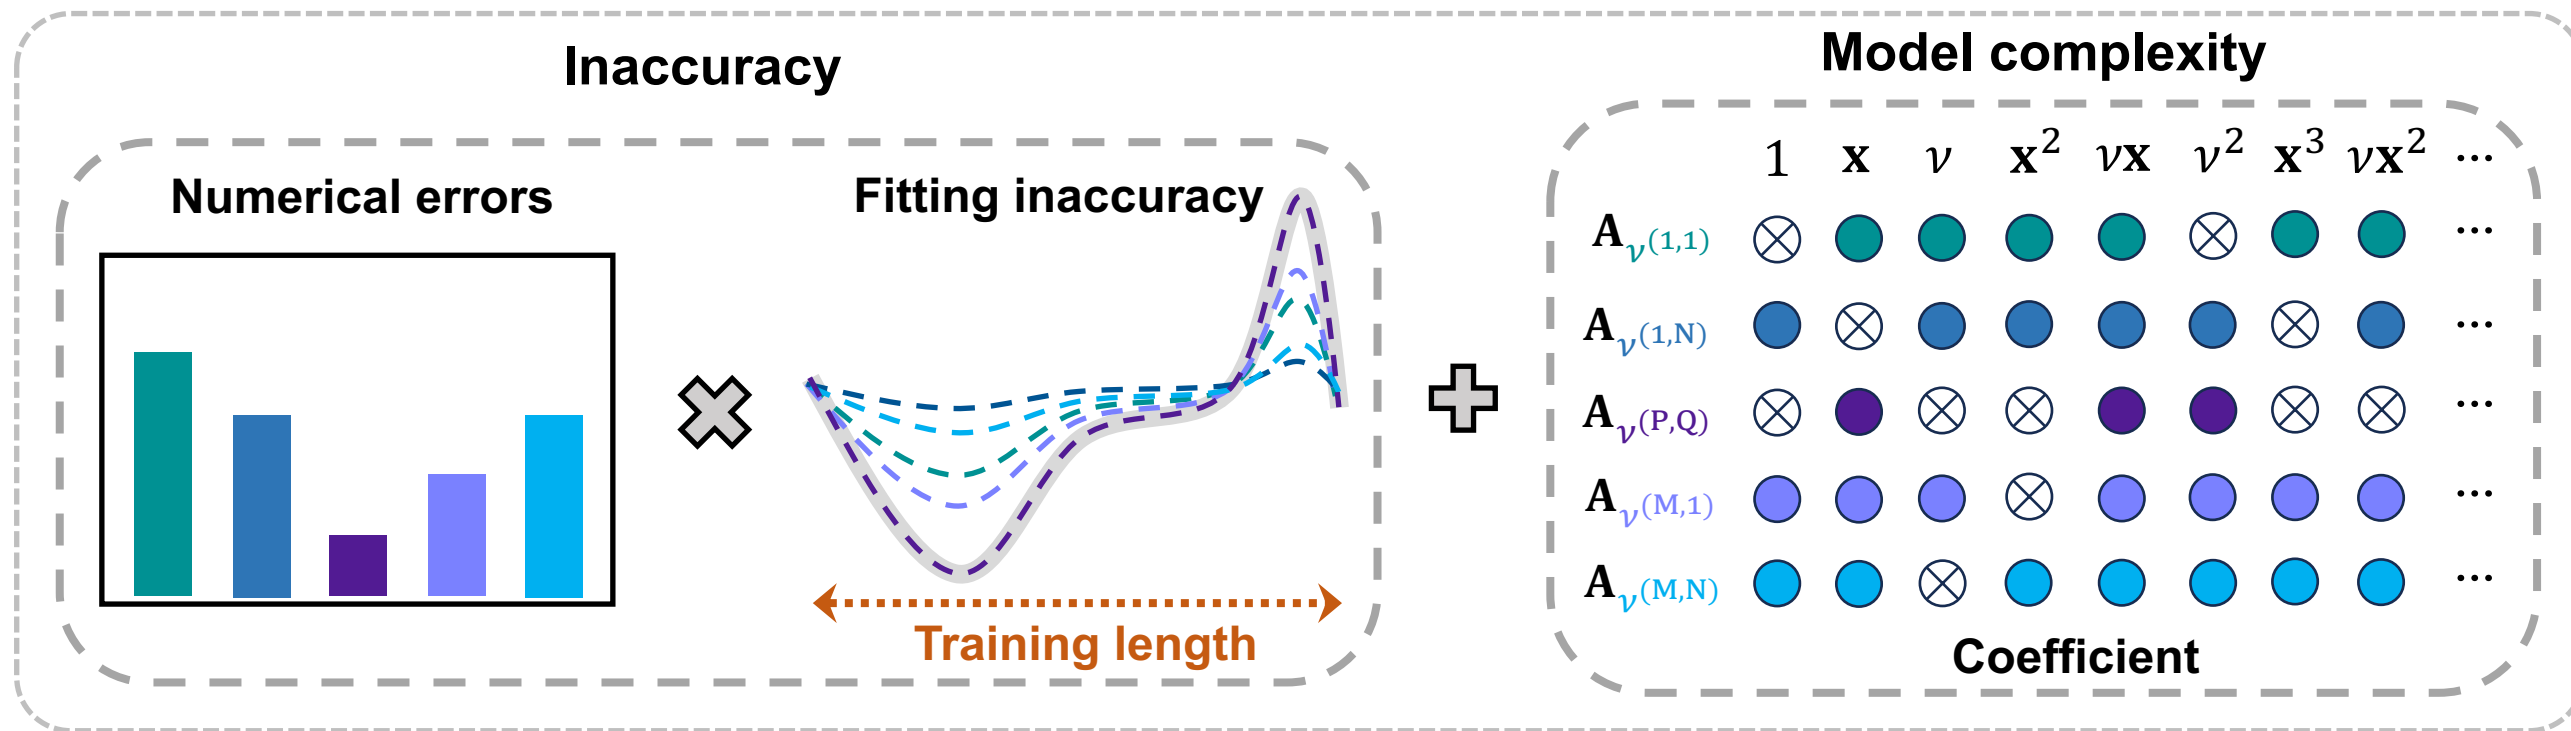 Inaccuracy
Model complexity
Numerical errors
Fitting inaccuracy
Training length
1 x ν x² νx ν² x³ νx² ...
A_ν(1,1) ...
A_ν(1,N) ...
A_ν(P,Q) ...
A_ν(M,1) ...
A_ν(M,N) ...
Coefficient